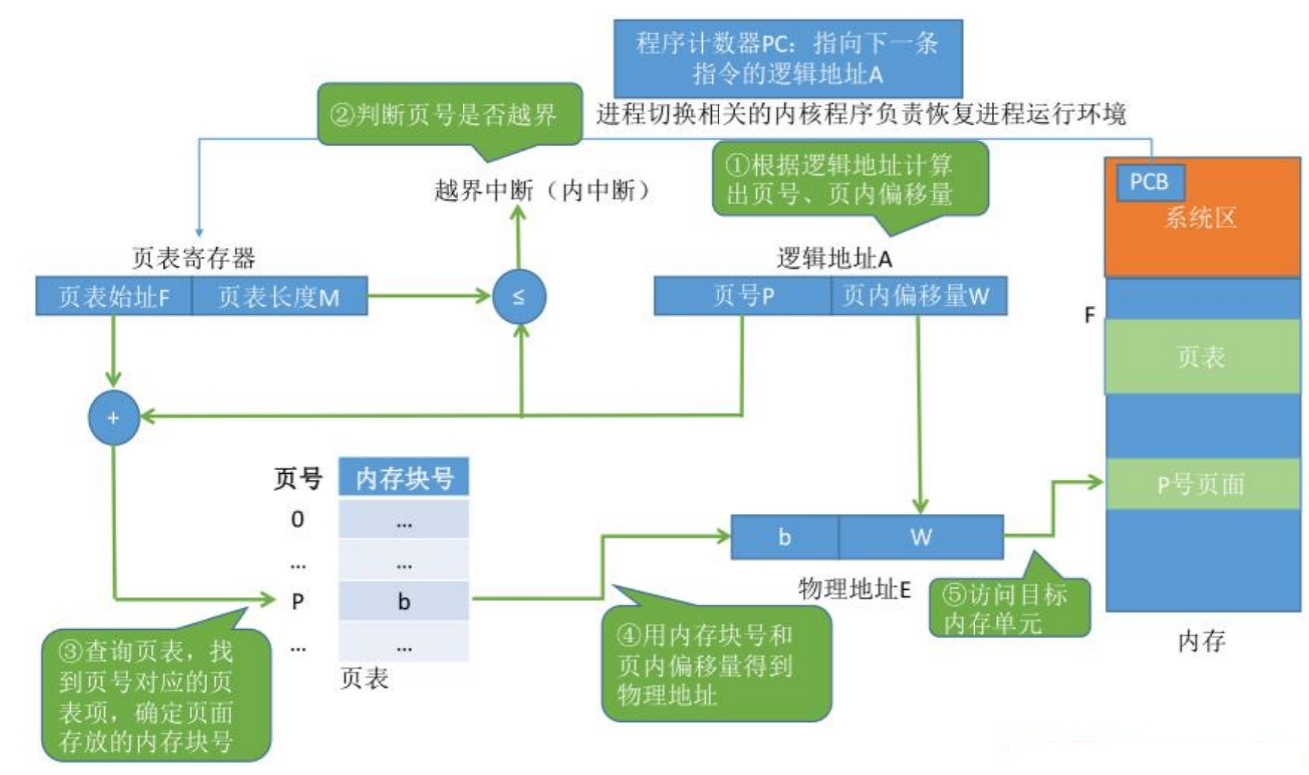 程序计数器PC：指向下一条
指令的逻辑地址A
②判断页号是否越界
进程切换相关的内核程序负责恢复进程运行环境
①根据逻辑地址计算
出页号、页内偏移量
PCB
系统区
越界中断（内中断）
页表寄存器
逻辑地址A
页表始址F
页表长度M
≤
页号P
页内偏移量W
F
页表
+
页号
内存块号
P号页面
0
...
...
...
b
W
P
b
物理地址E
⑤访问目标
内存单元
...
...
页表
内存
③查询页表，找
到页号对应的页
表项，确定页面
存放的内存块号
④用内存块号和
页内偏移量得到
物理地址